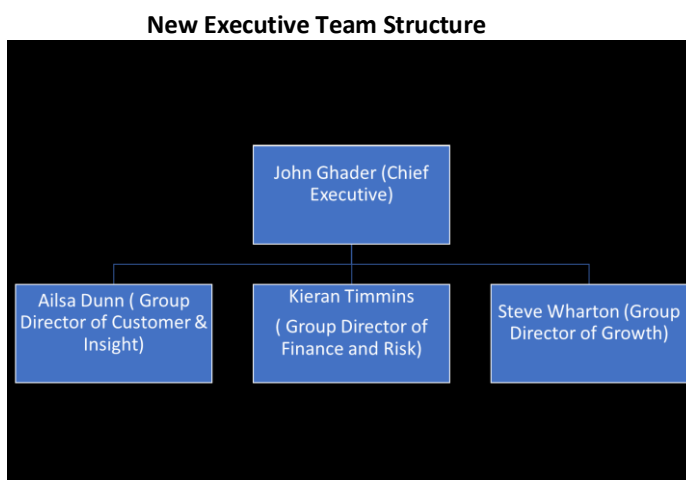 New Executive Team Structure
John Ghader (Chief
Executive)
Ailsa Dunn ( Group
Director of Customer &
Insight)
Kieran Timmins
( Group Director of
Finance and Risk)
Steve Wharton (Group
Director of Growth)